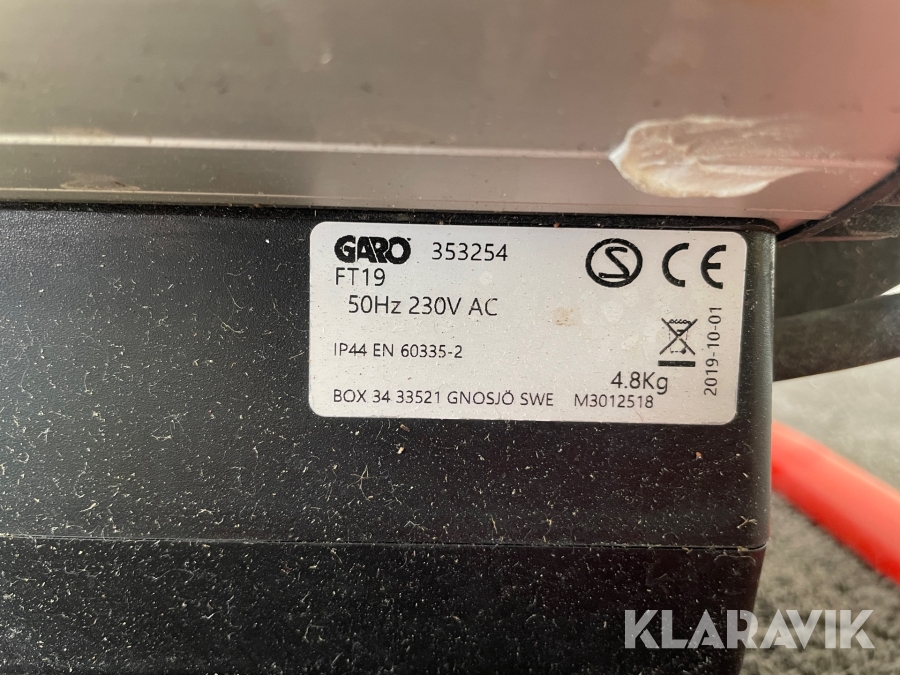 GARO 353254
FT19
50Hz 230V AC
IP44 EN 60335-2
4.8Kg
BOX 34 33521 GNOSJÖ SWE M3012518
2019-10-01
S CE
KLARAVIK